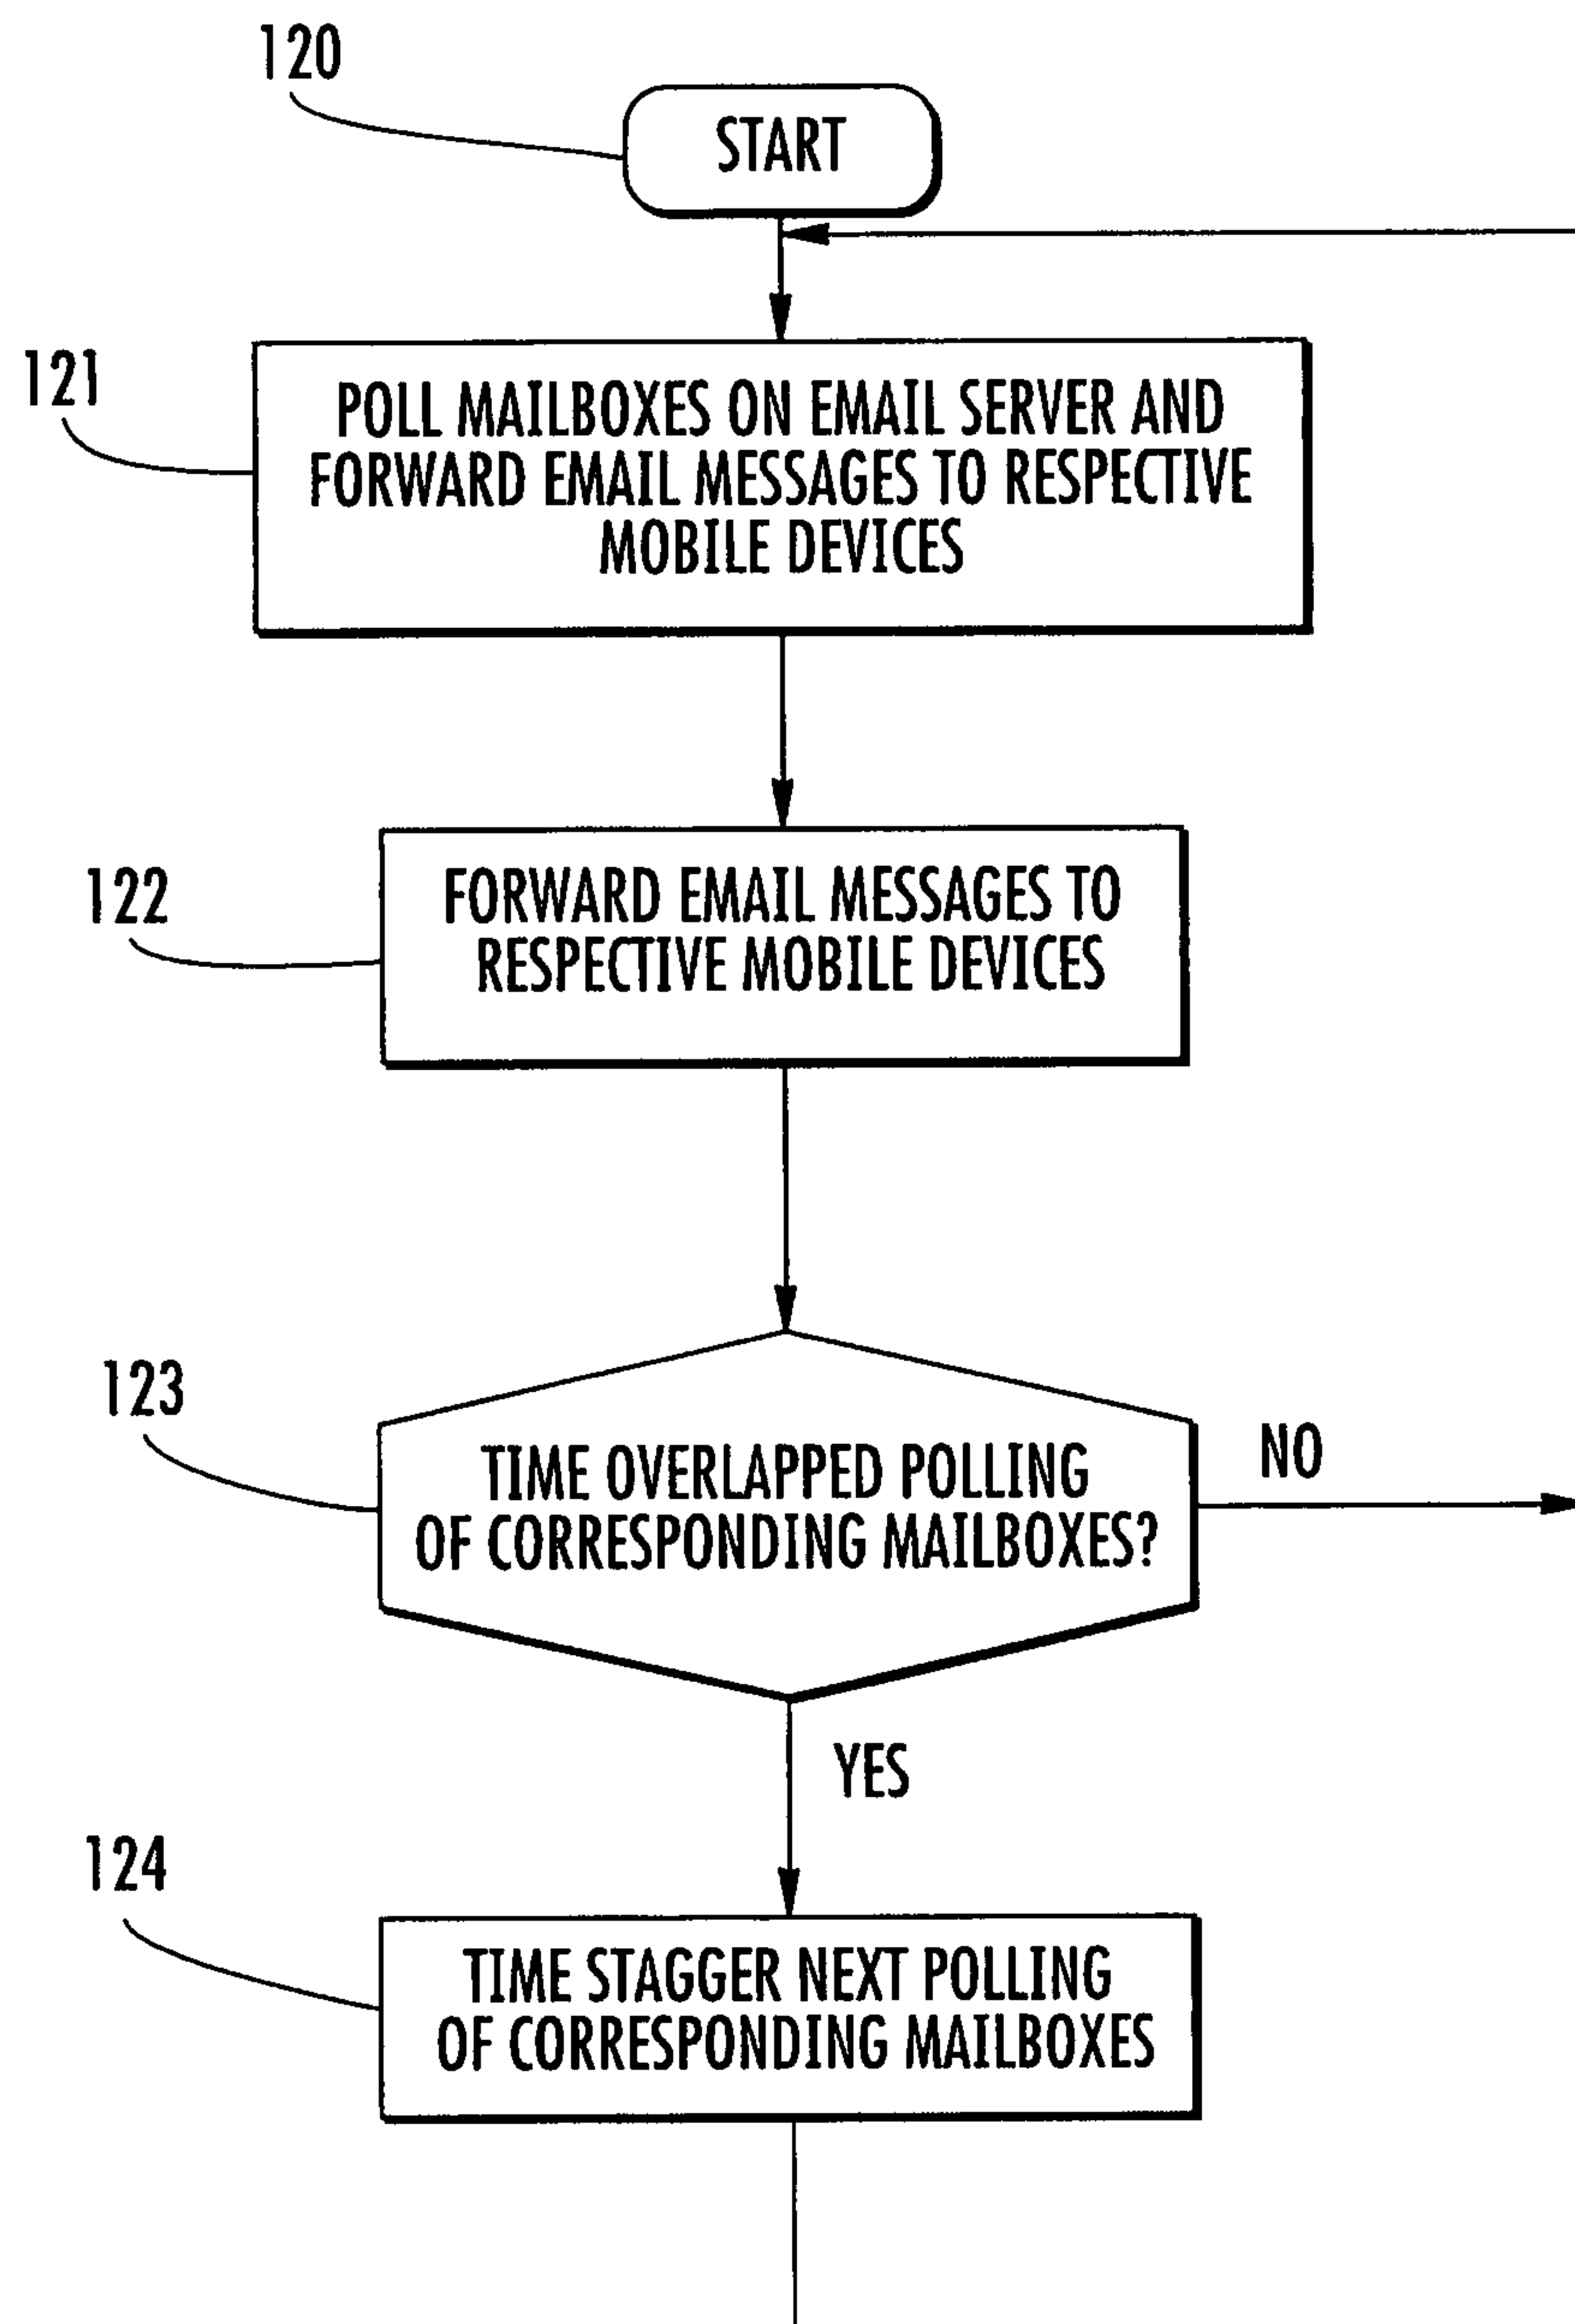 120
START
121
POLL MAILBOXES ON EMAIL SERVER AND
FORWARD EMAIL MESSAGES TO RESPECTIVE
MOBILE DEVICES
122
FORWARD EMAIL MESSAGES TO
RESPECTIVE MOBILE DEVICES
123
TIME OVERLAPPED POLLING
OF CORRESPONDING MAILBOXES?
NO
YES
124
TIME STAGGER NEXT POLLING
OF CORRESPONDING MAILBOXES